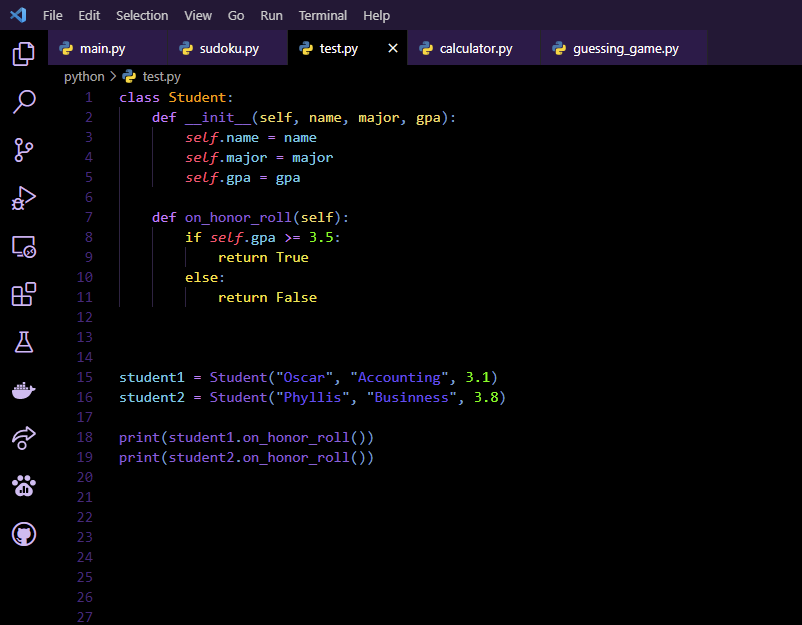 File Edit Selection View Go Run Terminal Help
main.py sudoku.py test.py calculator.py guessing_game.py
python > test.py
1 class Student:
2     def __init__(self, name, major, gpa):
3         self.name = name
4         self.major = major
5         self.gpa = gpa
6
7     def on_honor_roll(self):
8         if self.gpa >= 3.5:
9             return True
10         else:
11             return False
12
13
14
15 student1 = Student("Oscar", "Accounting", 3.1)
16 student2 = Student("Phyllis", "Businness", 3.8)
17
18 print(student1.on_honor_roll())
19 print(student2.on_honor_roll())
20
21
22
23
24
25
26
27